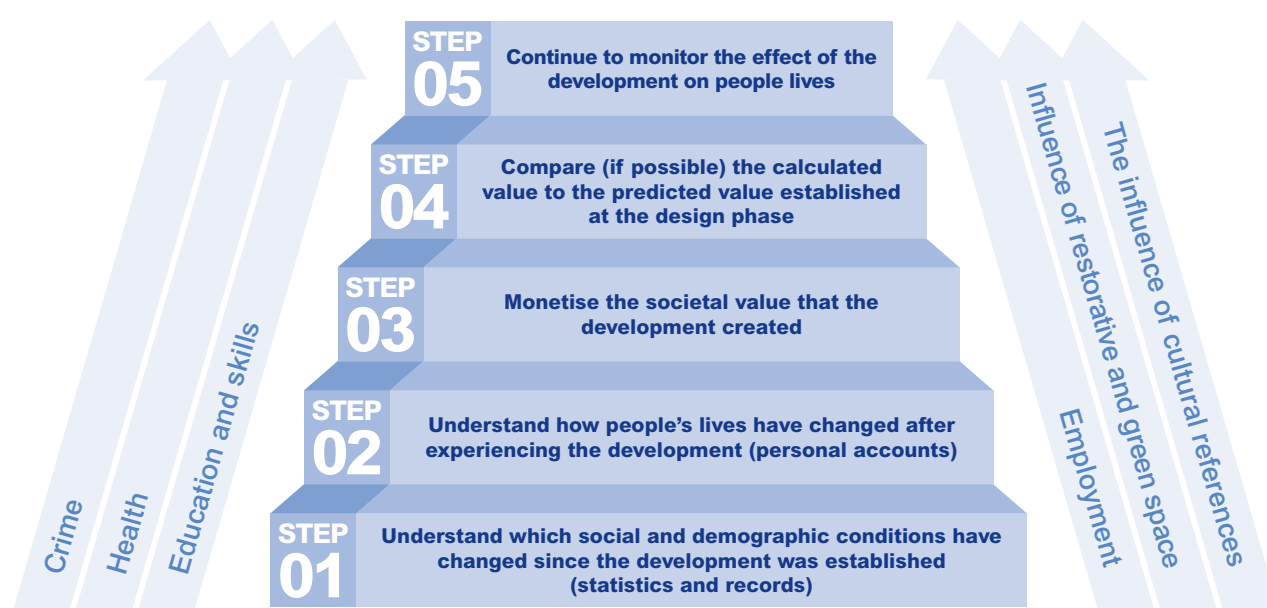 STEP
05
Continue to monitor the effect of the
development on people lives
STEP
04
Compare (if possible) the calculated
value to the predicted value established
at the design phase
STEP
03
Monetise the societal value that the
development created
STEP
02
Understand how people’s lives have changed after
experiencing the development (personal accounts)
STEP
01
Understand which social and demographic conditions have
changed since the development was established
(statistics and records)
Crime
Health
Education and skills
Employment
Influence of restorative and green space
The influence of cultural references